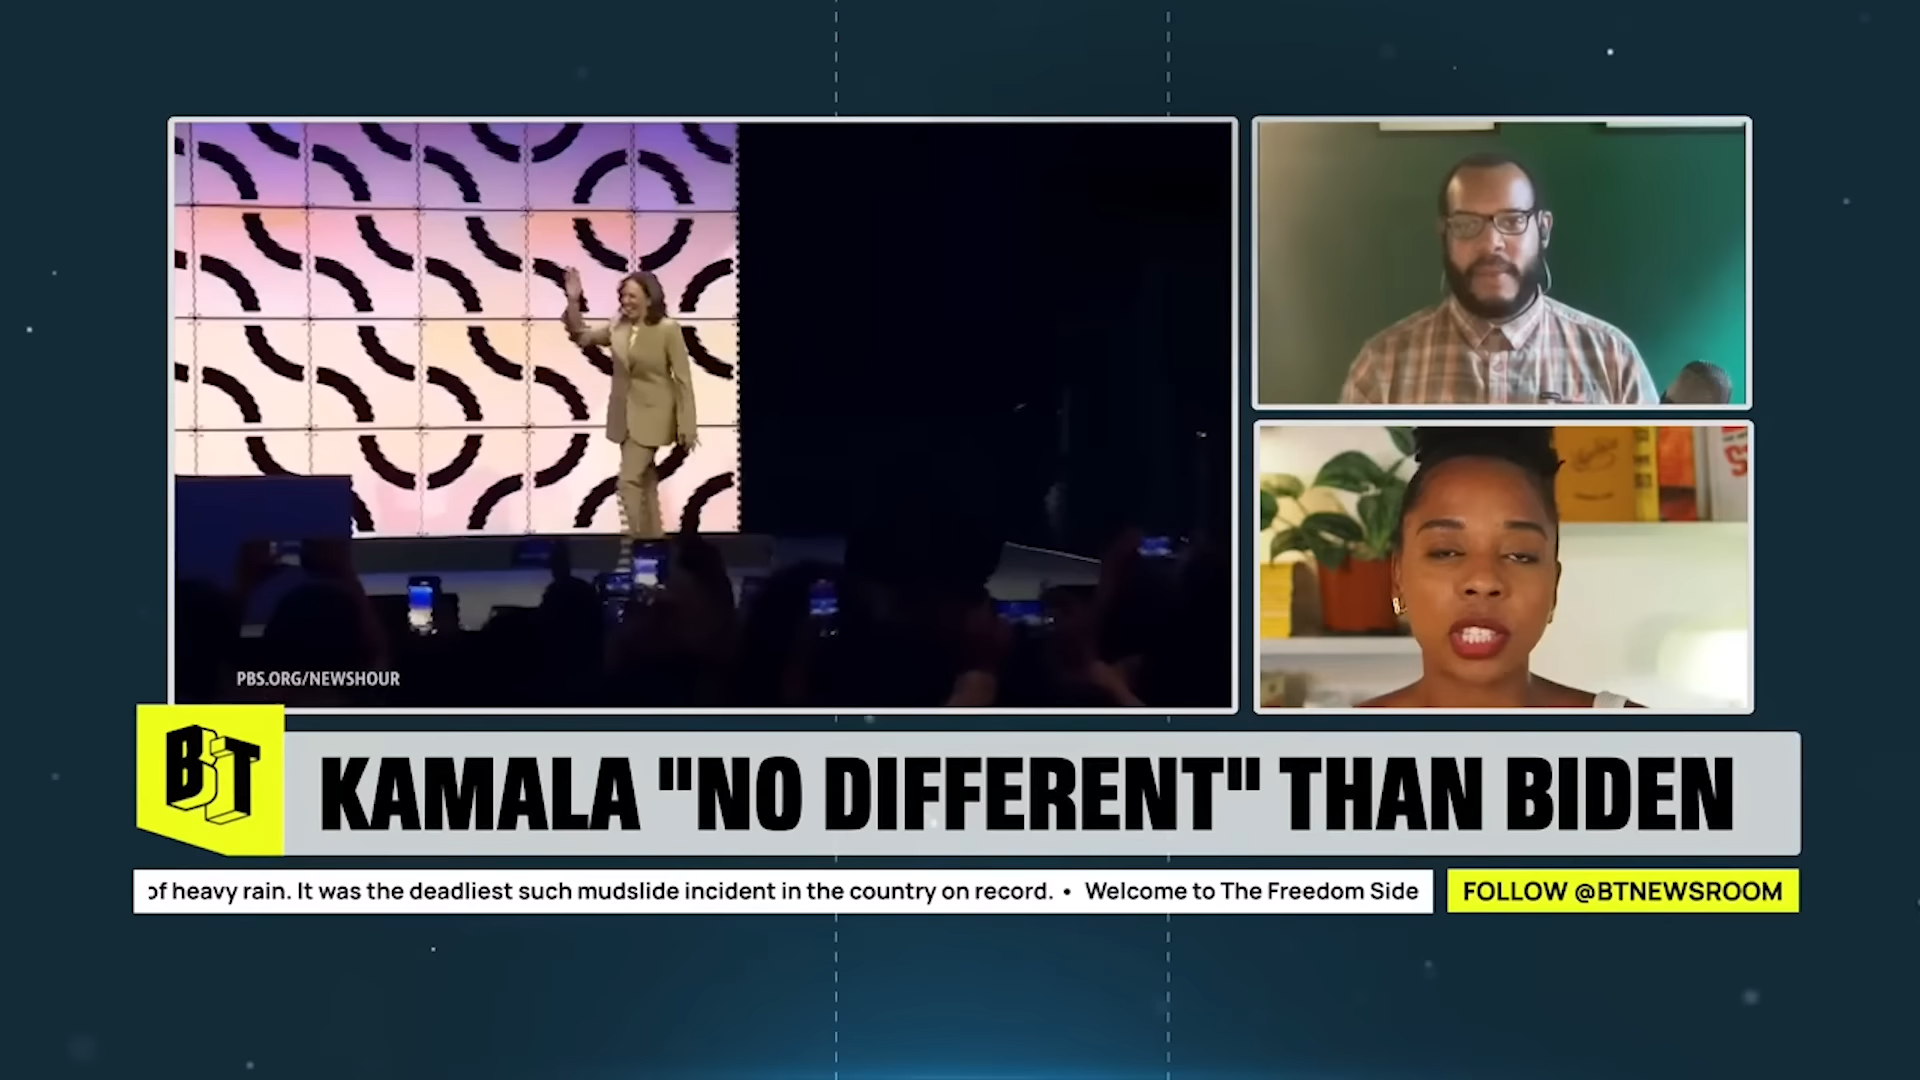 PBS.ORG/NEWSHOUR
BT
KAMALA "NO DIFFERENT" THAN BIDEN
of heavy rain. It was the deadliest such mudslide incident in the country on record. • Welcome to The Freedom Side
FOLLOW @BTNEWSROOM